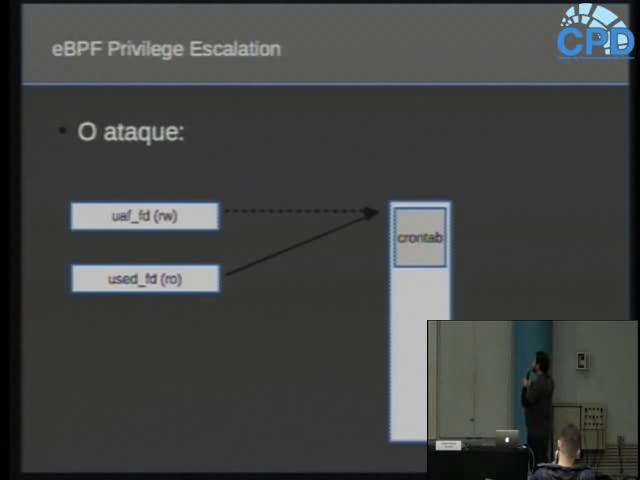 eBPF Privilege Escalation
CPD
• O ataque:
uaf_fd (rw)
crontab
used_fd (ro)